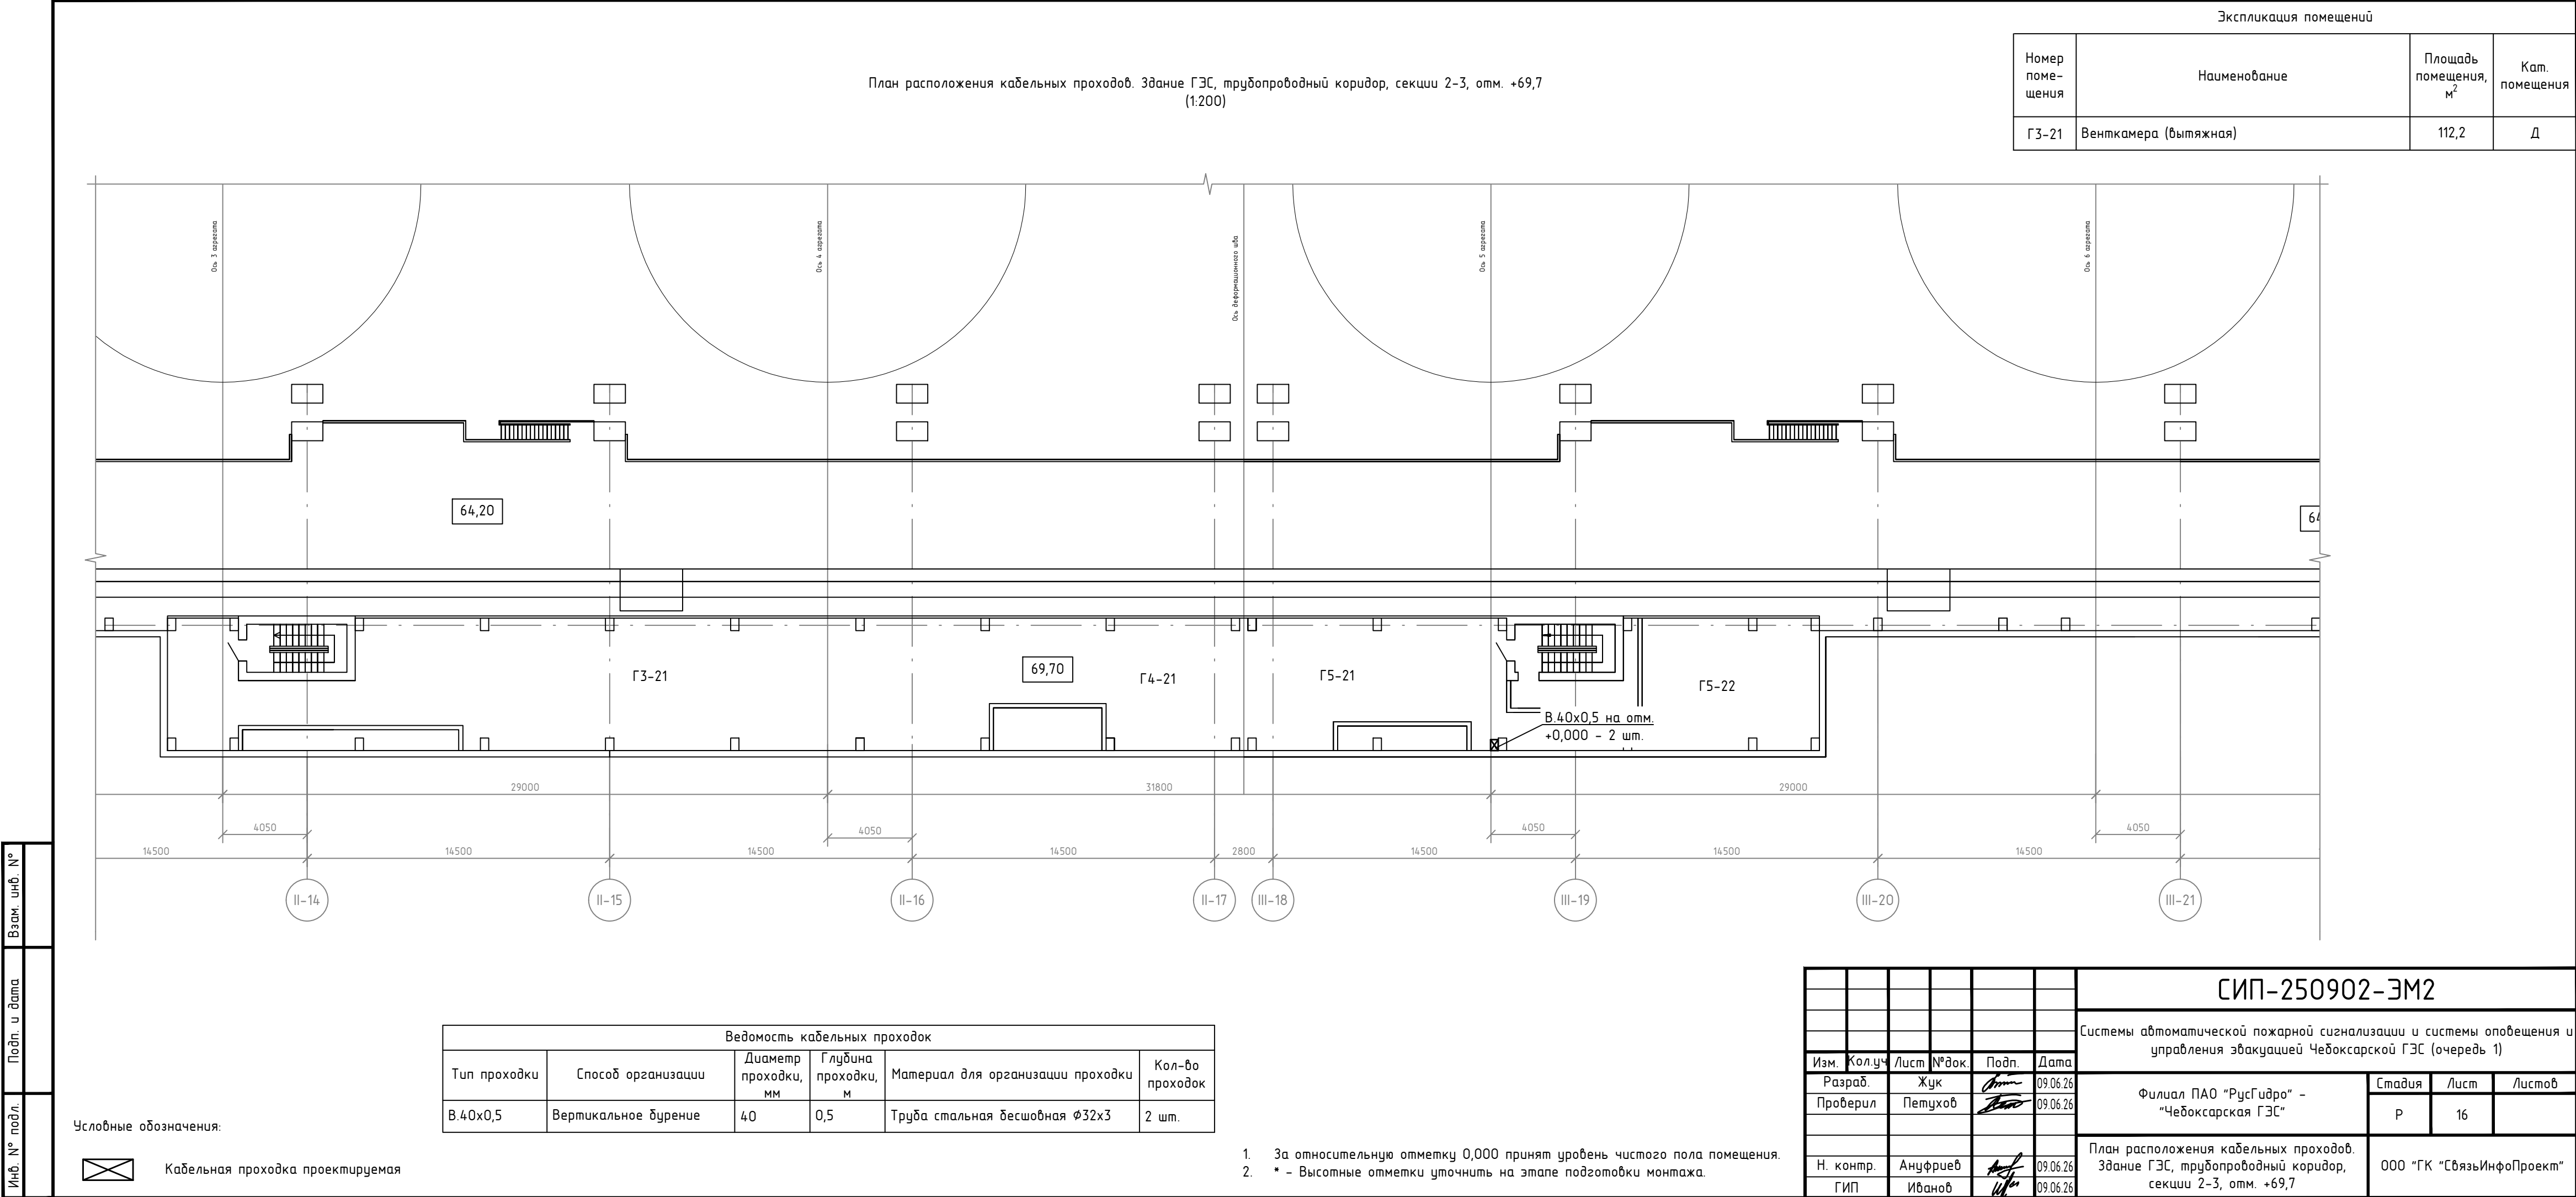 Экспликация помещений
Номер поме-щения
Наименование
Площадь помещения, м2
Кат. помещения
Г3-21 Венткамера (вытяжная) 112,2 Д
План расположения кабельных проходов. Здание ГЭС, трубопроводный коридор, секции 2-3, отм. +69,7
(1:200)
Ось 3 агрегата
Ось 4 агрегата
Ось деформационного шва
Ось 5 агрегата
Ось 6 агрегата
64,20
64
Г3-21
69,70
Г4-21
Г5-21
Г5-22
В.40х0,5 на отм.
+0,000 - 2 шт.
29000 31800 29000
4050 4050 4050 4050
14500 14500 14500 14500 2800 14500 14500 14500
II-14 II-15 II-16 II-17 III-18 III-19 III-20 III-21
Взам. инв. N°
Подп. и дата
Инв. N° подл.
Ведомость кабельных проходок
Тип проходки
Способ организации
Диаметр проходки, мм
Глубина проходки, м
Материал для организации проходки
Кол-во проходок
В.40х0,5 Вертикальное бурение 40 0,5 Труба стальная бесшовная Ф32х3 2 шт.
Условные обозначения:
Кабельная проходка проектируемая
1. За относительную отметку 0,000 принят уровень чистого пола помещения.
2. * - Высотные отметки уточнить на этапе подготовки монтажа.
СИП-250902-ЭМ2
Системы автоматической пожарной сигнализации и системы оповещения и
управления эвакуацией Чебоксарской ГЭС (очередь 1)
Изм. Кол.уч Лист N°док. Подп. Дата
Разраб. Жук 09.06.26
Проверил Петухов 09.06.26
Н. контр. Ануфриев 09.06.26
ГИП Иванов 09.06.26
Филиал ПАО "РусГидро" -
"Чебоксарская ГЭС"
Стадия Лист Листов
Р 16
План расположения кабельных проходов.
Здание ГЭС, трубопроводный коридор,
секции 2-3, отм. +69,7
ООО "ГК "СвязьИнфоПроект"